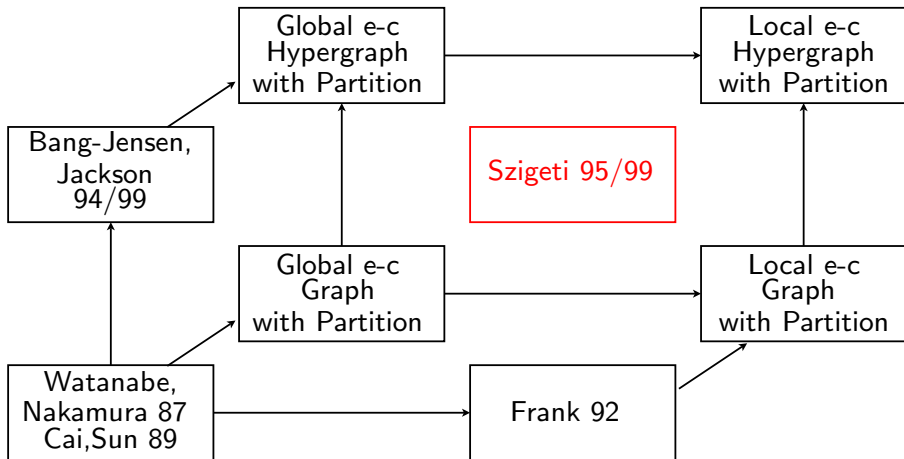 Global e-c
Hypergraph
with Partition
Local e-c
Hypergraph
with Partition
Bang-Jensen,
Jackson
94/99
Szigeti 95/99
Global e-c
Graph
with Partition
Local e-c
Graph
with Partition
Watanabe,
Nakamura 87
Cai,Sun 89
Frank 92